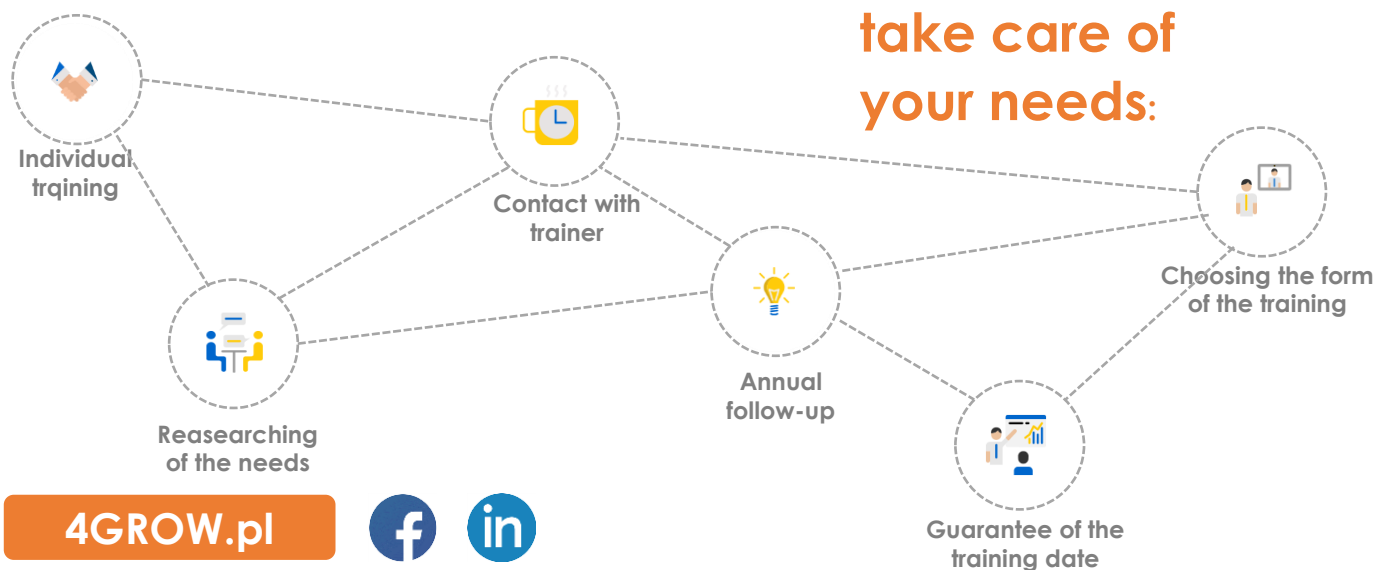 take care of
your needs:
Individual
trqining
Contact with
trainer
Choosing the form
of the training
Annual
follow-up
Reasearching
of the needs
Guarantee of the
training date
4GROW.pl
f
in